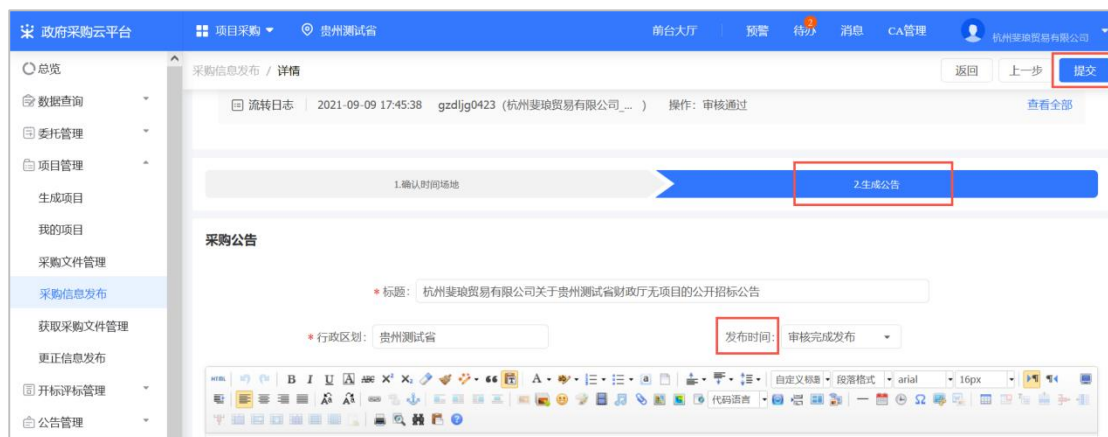 政府采购云平台 项目采购 贵州测试省 前台大厅 预警 待办 2 消息 CA管理 杭州斐琅贸易有限公司
总览 采购信息发布 / 详情 返回 上一步 提交
数据查询 流转日志 2021-09-09 17:45:38 gzdljg0423 (杭州斐琅贸易有限公司_... ) 操作：审核通过 查看全部
委托管理
项目管理
1.确认时间场地 2.生成公告
生成项目
我的项目
采购公告
采购文件管理
采购信息发布 *标题： 杭州斐琅贸易有限公司关于贵州测试省财政厅无项目的公开招标公告
获取采购文件管理 *行政区划： 贵州测试省 发布时间： 审核完成发布
更正信息发布
开标评标管理 HTML B I U A ABC X² X₂ A 自定义标题 段落格式 arial 16px
代码语言
公告管理